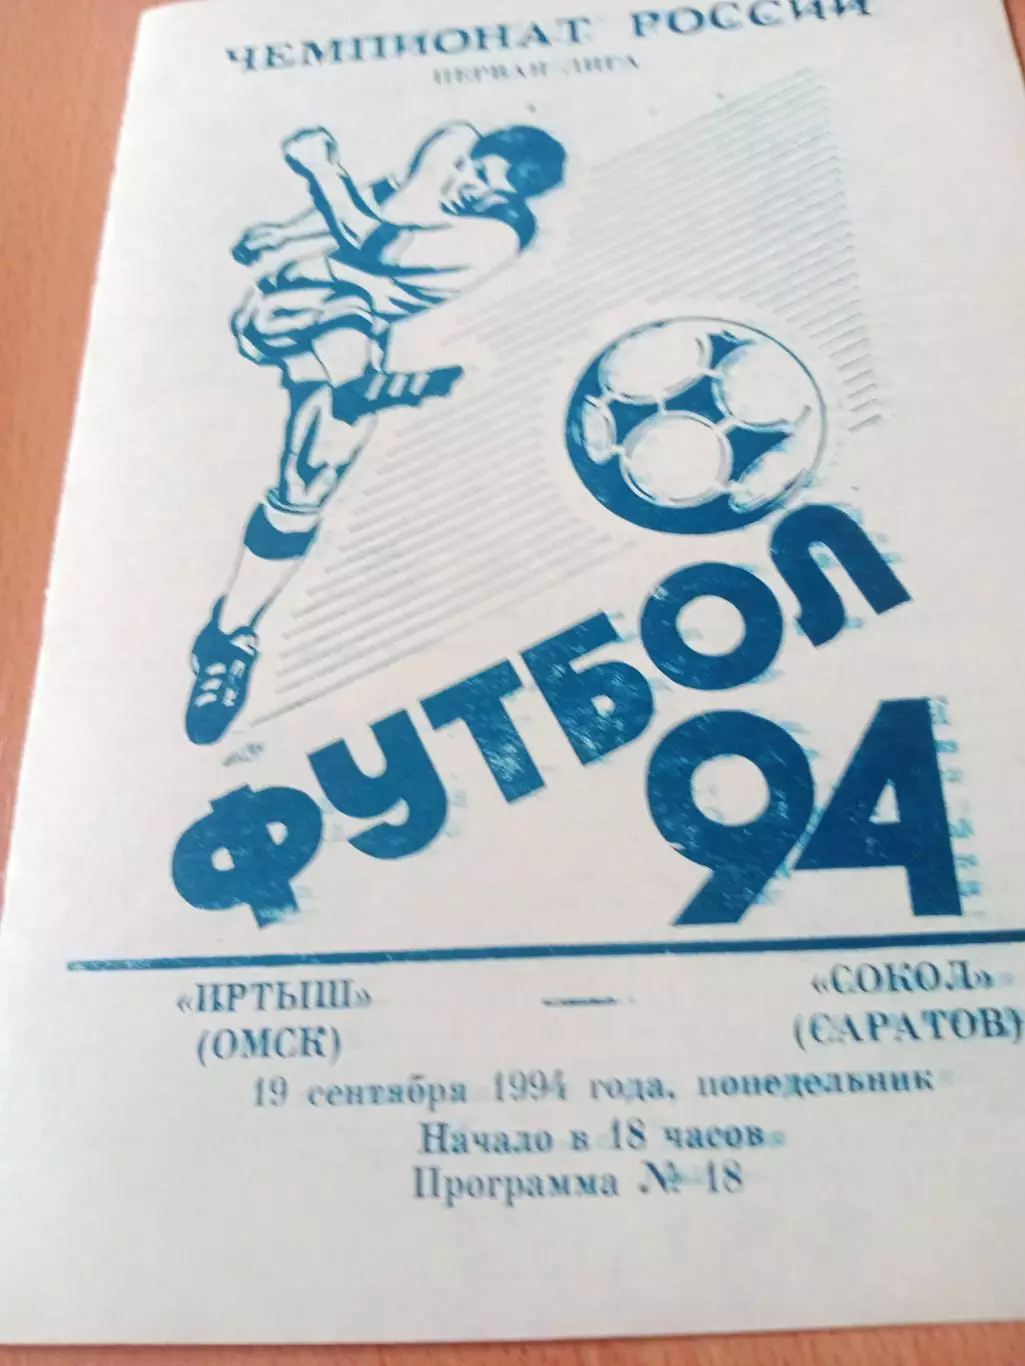 ЧЕМПИОНАТ РОССИИ
ПЕРВАЯ ЛИГА
ФУТБОЛ
94
«ИРТЫШ» — «СОКОЛ»
(ОМСК) (САРАТОВ)
19 сентября 1994 года, понедельник
Начало в 18 часов
Программа № 18